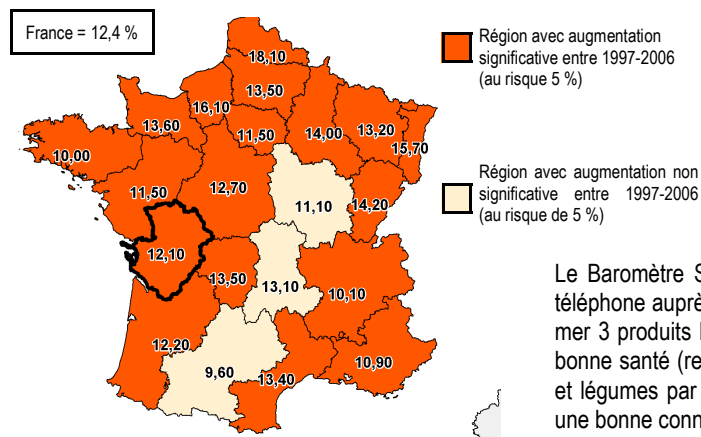 France = 12,4 %
Région avec augmentation
significative entre 1997-2006
(au risque 5 %)
Région avec augmentation non
significative entre 1997-2006
(au risque de 5 %)
18,10
13,50
16,10
13,60
11,50
14,00
13,20
15,70
10,00
11,50
12,70
11,10
14,20
12,10
13,50
13,10
10,10
12,20
9,60
13,40
10,90
Le Baromètre S
téléphone auprè
mer 3 produits l
bonne santé (re
et légumes par
une bonne conn